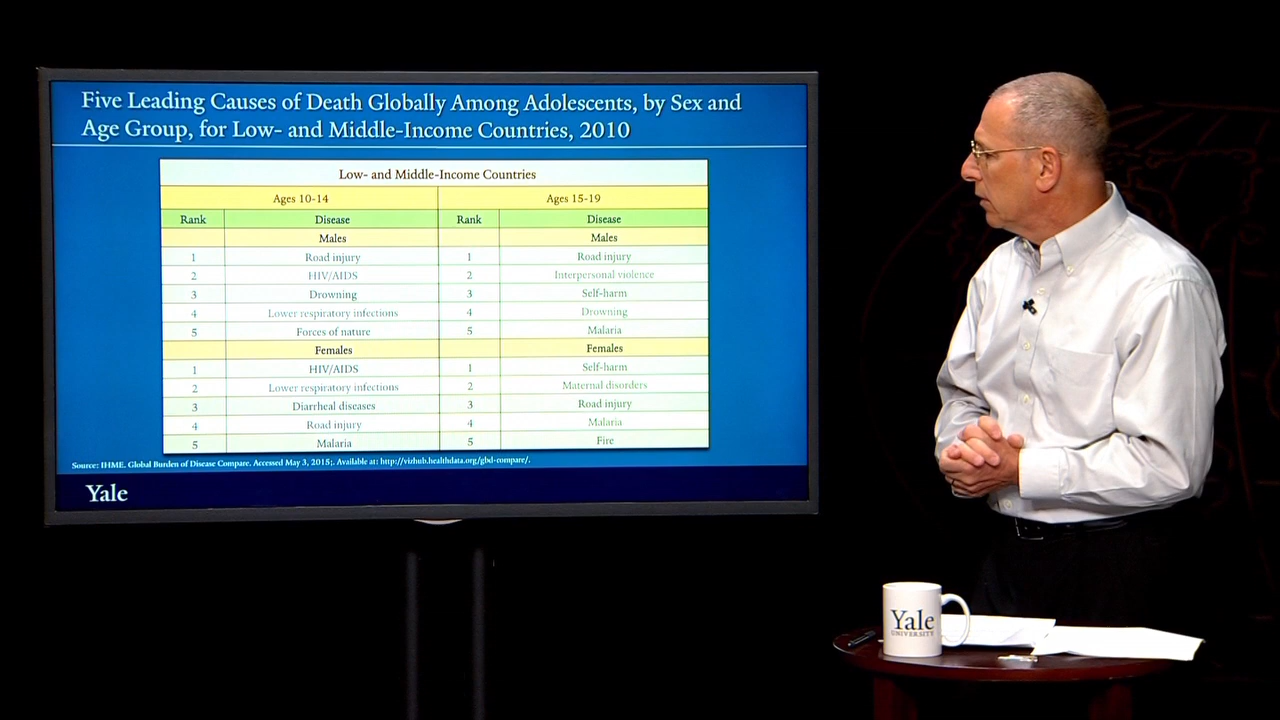 Five Leading Causes of Death Globally Among Adolescents, by Sex and
Age Group, for Low- and Middle-Income Countries, 2010
Low- and Middle-Income Countries
Ages 10-14 Ages 15-19
Rank Disease Rank Disease
Males Males
1 Road injury 1 Road injury
2 HIV/AIDS 2 Interpersonal violence
3 Drowning 3 Self-harm
4 Lower respiratory infections 4 Drowning
5 Forces of nature 5 Malaria
Females Females
1 HIV/AIDS 1 Self-harm
2 Lower respiratory infections 2 Maternal disorders
3 Diarrheal diseases 3 Road injury
4 Road injury 4 Malaria
5 Malaria 5 Fire
Source: IHME. Global Burden of Disease Compare. Accessed May 3, 2015;. Available at: http://vizhub.healthdata.org/gbd-compare/.
Yale
Yale
UNIVERSITY